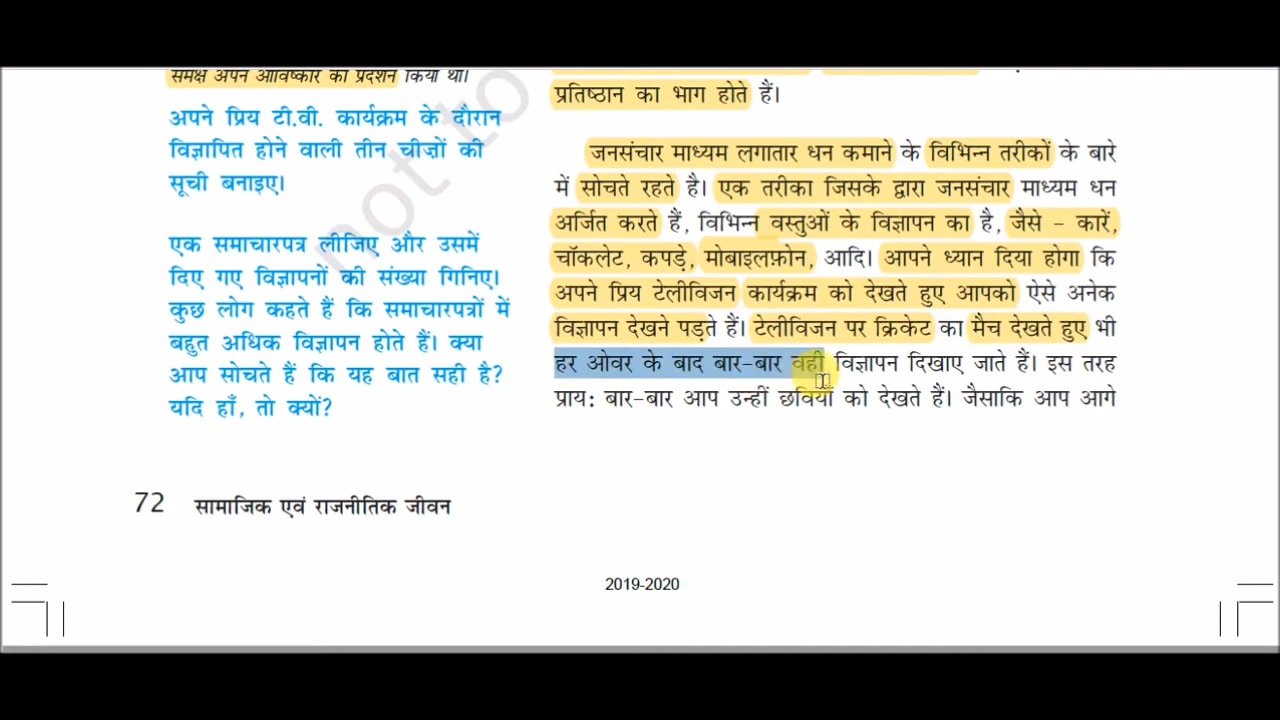 समक्ष अपने आविष्कार का प्रदर्शन किया था।
अपने प्रिय टी.वी. कार्यक्रम के दौरान
विज्ञापित होने वाली तीन चीज़ों की
सूची बनाइए।
एक समाचारपत्र लीजिए और उसमें
दिए गए विज्ञापनों की संख्या गिनिए।
कुछ लोग कहते हैं कि समाचारपत्रों में
बहुत अधिक विज्ञापन होते हैं। क्या
आप सोचते हैं कि यह बात सही है?
यदि हाँ, तो क्यों?
प्रतिष्ठान का भाग होते हैं।
जनसंचार माध्यम लगातार धन कमाने के विभिन्न तरीकों के बारे
में सोचते रहते है। एक तरीका जिसके द्वारा जनसंचार माध्यम धन
अर्जित करते हैं, विभिन्न वस्तुओं के विज्ञापन का है, जैसे – कारें,
चॉकलेट, कपड़े, मोबाइलफ़ोन, आदि। आपने ध्यान दिया होगा कि
अपने प्रिय टेलीविजन कार्यक्रम को देखते हुए आपको ऐसे अनेक
विज्ञापन देखने पड़ते हैं। टेलीविजन पर क्रिकेट का मैच देखते हुए भी
हर ओवर के बाद बार-बार वही विज्ञापन दिखाए जाते हैं। इस तरह
प्राय: बार-बार आप उन्हीं छवियों को देखते हैं। जैसाकि आप आगे
72 सामाजिक एवं राजनीतिक जीवन
2019-2020
not to